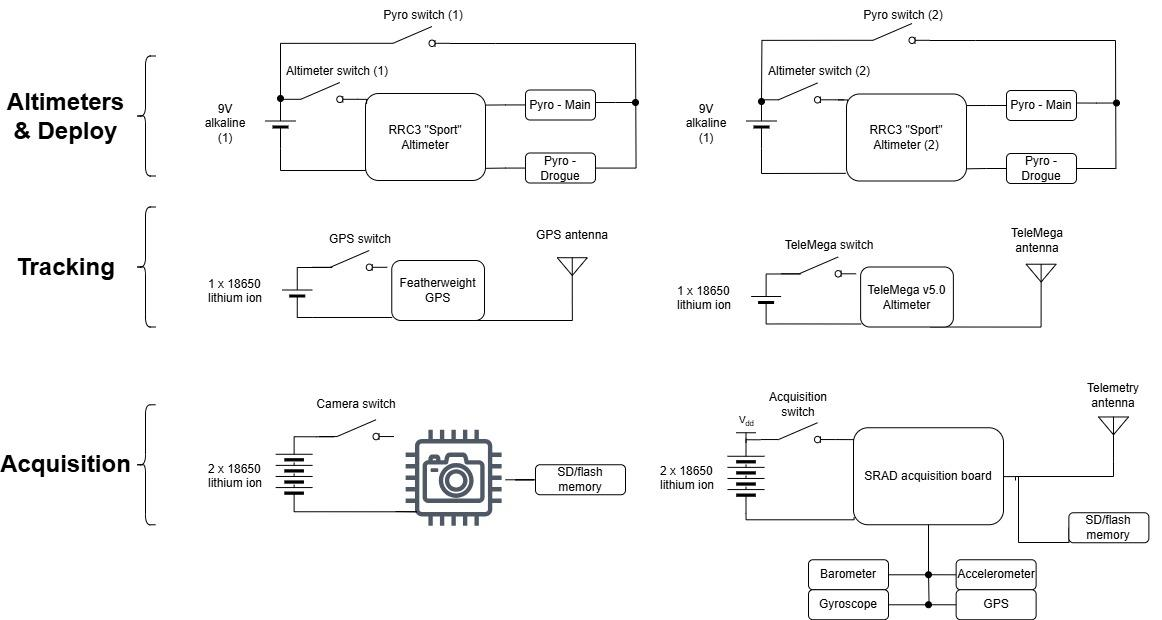 Altimeters
& Deploy
Pyro switch (1)
Altimeter switch (1)
9V
alkaline
(1)
RRC3 "Sport"
Altimeter
Pyro - Main
Pyro -
Drogue
Pyro switch (2)
Altimeter switch (2)
9V
alkaline
(1)
RRC3 "Sport"
Altimeter (2)
Pyro - Main
Pyro -
Drogue
Tracking
GPS switch
GPS antenna
1 x 18650
lithium ion
Featherweight
GPS
TeleMega switch
TeleMega
antenna
1 x 18650
lithium ion
TeleMega v5.0
Altimeter
Acquisition
Camera switch
2 x 18650
lithium ion
SD/flash
memory
Acquisition
switch
Vdd
Telemetry
antenna
2 x 18650
lithium ion
SRAD acquisition board
SD/flash
memory
Barometer
Accelerometer
Gyroscope
GPS